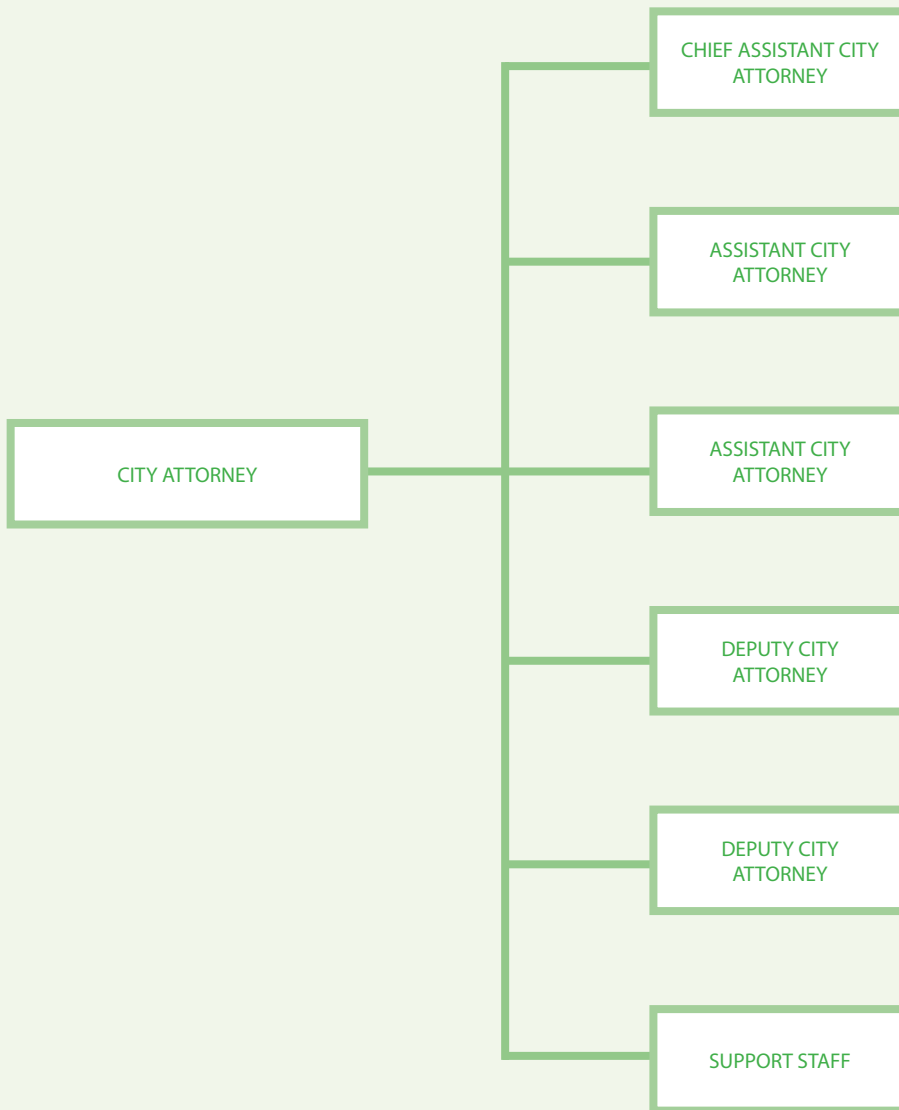 CHIEF ASSISTANT CITY
ATTORNEY
ASSISTANT CITY
ATTORNEY
ASSISTANT CITY
ATTORNEY
CITY ATTORNEY
DEPUTY CITY
ATTORNEY
DEPUTY CITY
ATTORNEY
SUPPORT STAFF